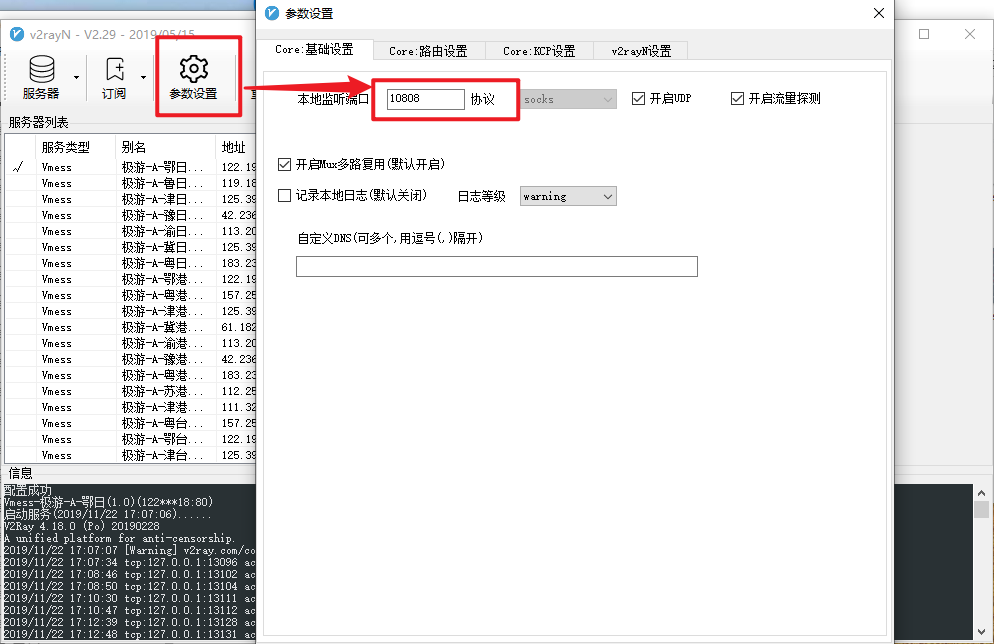 v2rayN - V2.29 - 2019/05/15
服务器
订阅
参数设置
服务器列表
服务类型 别名 地址
Vmess 极游-A-鄂日... 122.19
Vmess 极游-A-鲁日... 119.18
Vmess 极游-A-津日... 125.39
Vmess 极游-A-豫日... 42.236
Vmess 极游-A-渝日... 113.20
Vmess 极游-A-冀日... 125.39
Vmess 极游-A-粤日... 183.23
Vmess 极游-A-鄂港... 122.19
Vmess 极游-A-粤港... 157.25
Vmess 极游-A-津港... 125.39
Vmess 极游-A-冀港... 61.182
Vmess 极游-A-渝港... 113.20
Vmess 极游-A-豫港... 42.236
Vmess 极游-A-粤港... 183.23
Vmess 极游-A-苏港... 112.25
Vmess 极游-A-津港... 111.32
Vmess 极游-A-粤台... 157.25
Vmess 极游-A-鄂台... 122.19
Vmess 极游-A-津台... 125.39
信息
配置成功
Vmess-极游-A-鄂日(1.0)(122***18:80)
启动服务(2019/11/22 17:07:06)......
V2Ray 4.18.0 (Po) 20190228
A unified platform for anti-censorship.
2019/11/22 17:07:07 [Warning] v2ray.com/co
2019/11/22 17:07:34 tcp:127.0.0.1:13096 ac
2019/11/22 17:08:46 tcp:127.0.0.1:13102 ac
2019/11/22 17:08:50 tcp:127.0.0.1:13104 ac
2019/11/22 17:10:30 tcp:127.0.0.1:13111 ac
2019/11/22 17:10:47 tcp:127.0.0.1:13112 ac
2019/11/22 17:12:39 tcp:127.0.0.1:13128 ac
2019/11/22 17:12:48 tcp:127.0.0.1:13131 ac
参数设置
Core:基础设置 Core:路由设置 Core:KCP设置 v2rayN设置
本地监听端口 10808 协议 socks 开启UDP 开启流量探测
开启Mux多路复用(默认开启)
记录本地日志(默认关闭) 日志等级 warning
自定义DNS(可多个,用逗号(,)隔开)